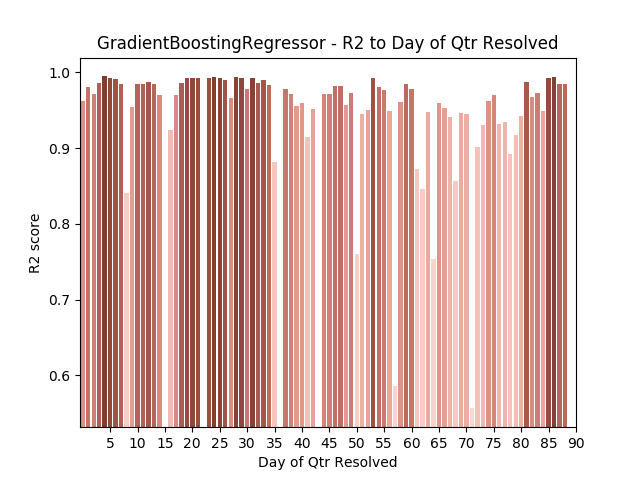 GradientBoostingRegressor - R2 to Day of Qtr Resolved
1.0
0.9
0.8
0.7
0.6
R2 score
5 10 15 20 25 30 35 40 45 50 55 60 65 70 75 80 85 90
Day of Qtr Resolved